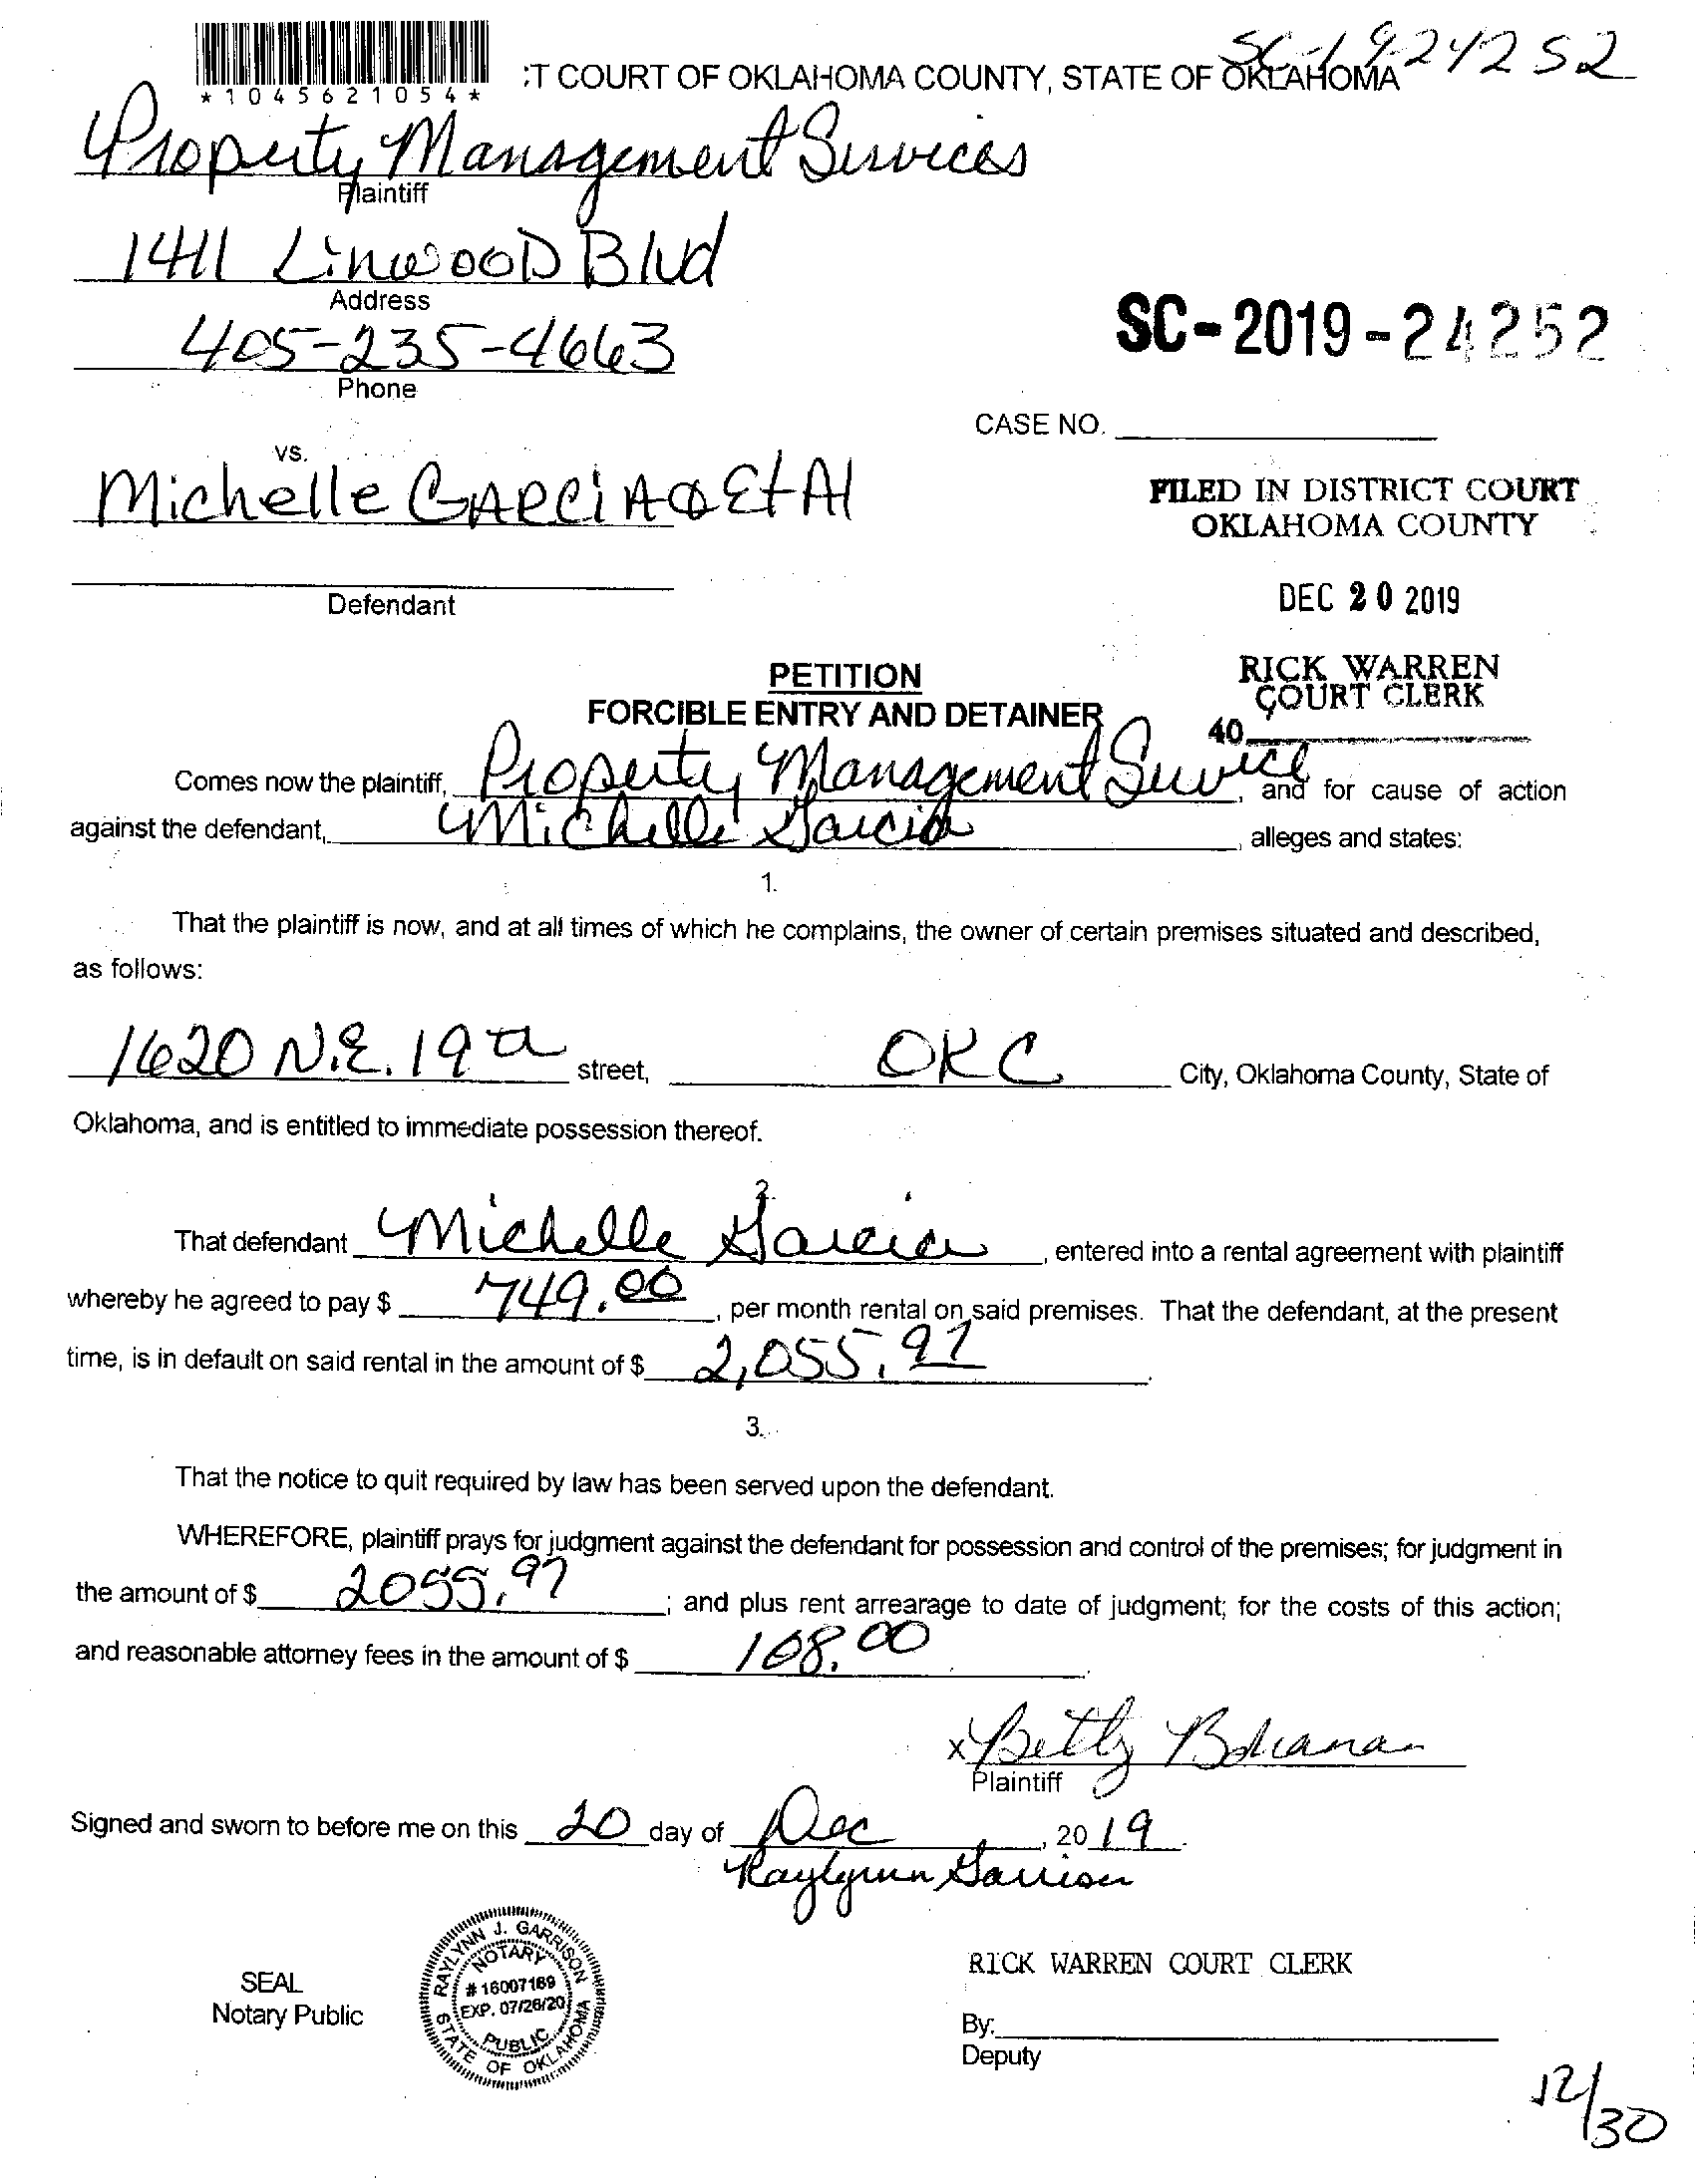 SC-19-24252
*1045621054*
:T COURT OF OKLAHOMA COUNTY, STATE OF OKLAHOMA
Property Management Services
Plaintiff
1411 LinwooD Blvd
Address
405-235-4663
Phone
SC-2019-24252
CASE NO.
vs.
Michelle GARCiA Et Al
FILED IN DISTRICT COURT
OKLAHOMA COUNTY
Defendant
DEC 20 2019
RICK WARREN
COURT CLERK
40
PETITION
FORCIBLE ENTRY AND DETAINER
Comes now the plaintiff, Property Management Service, and for cause of action
against the defendant, Michelle Garcia, alleges and states:
1.
That the plaintiff is now, and at all times of which he complains, the owner of certain premises situated and described,
as follows:
1620 N.E. 19th street, OKC City, Oklahoma County, State of
Oklahoma, and is entitled to immediate possession thereof.
2.
That defendant Michelle Garcia, entered into a rental agreement with plaintiff
whereby he agreed to pay $ 749.00, per month rental on said premises. That the defendant, at the present
time, is in default on said rental in the amount of $ 2,055.97.
3.
That the notice to quit required by law has been served upon the defendant.
WHEREFORE, plaintiff prays for judgment against the defendant for possession and control of the premises; for judgment in
the amount of $ 2055.97; and plus rent arrearage to date of judgment; for the costs of this action;
and reasonable attorney fees in the amount of $ 108.00.
x Betty Bohanan
Plaintiff
Signed and sworn to before me on this 20 day of Dec, 2019.
Raylynn Garrison
SEAL
Notary Public
RAYLYNN J. GARRISON
NOTARY
# 16007169
EXP. 07/28/20
PUBLIC
STATE OF OKLAHOMA
RICK WARREN COURT CLERK
By:
Deputy
12/30